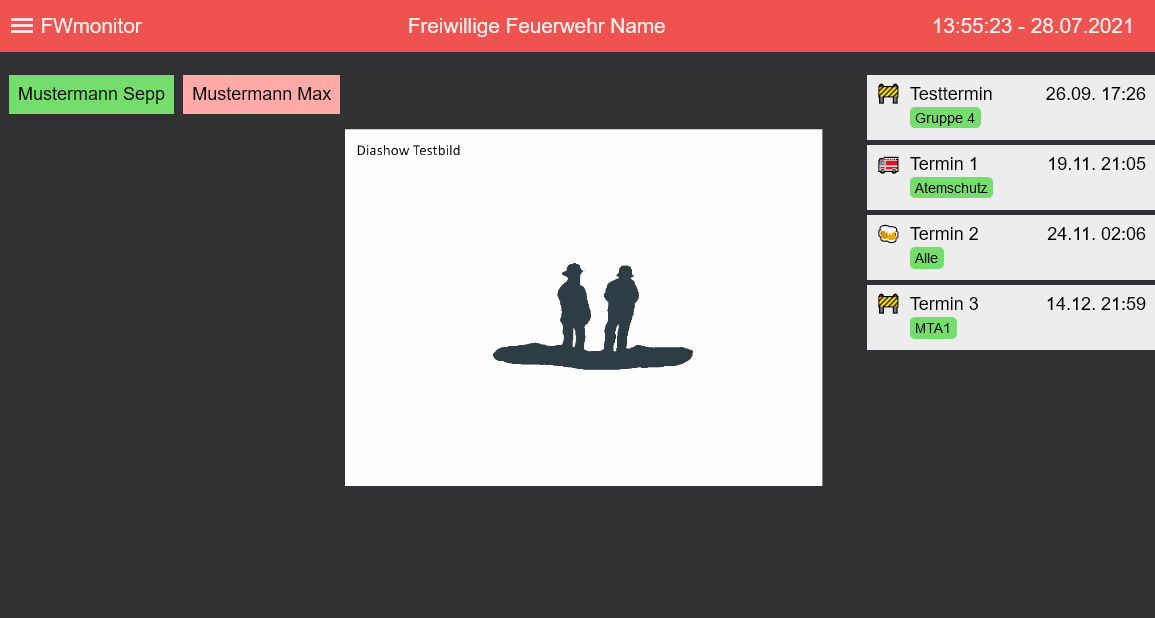 FWmonitor
Freiwillige Feuerwehr Name
13:55:23 - 28.07.2021
Mustermann Sepp
Mustermann Max
Diashow Testbild
Testtermin 26.09. 17:26
Gruppe 4
Termin 1 19.11. 21:05
Atemschutz
Termin 2 24.11. 02:06
Alle
Termin 3 14.12. 21:59
MTA1